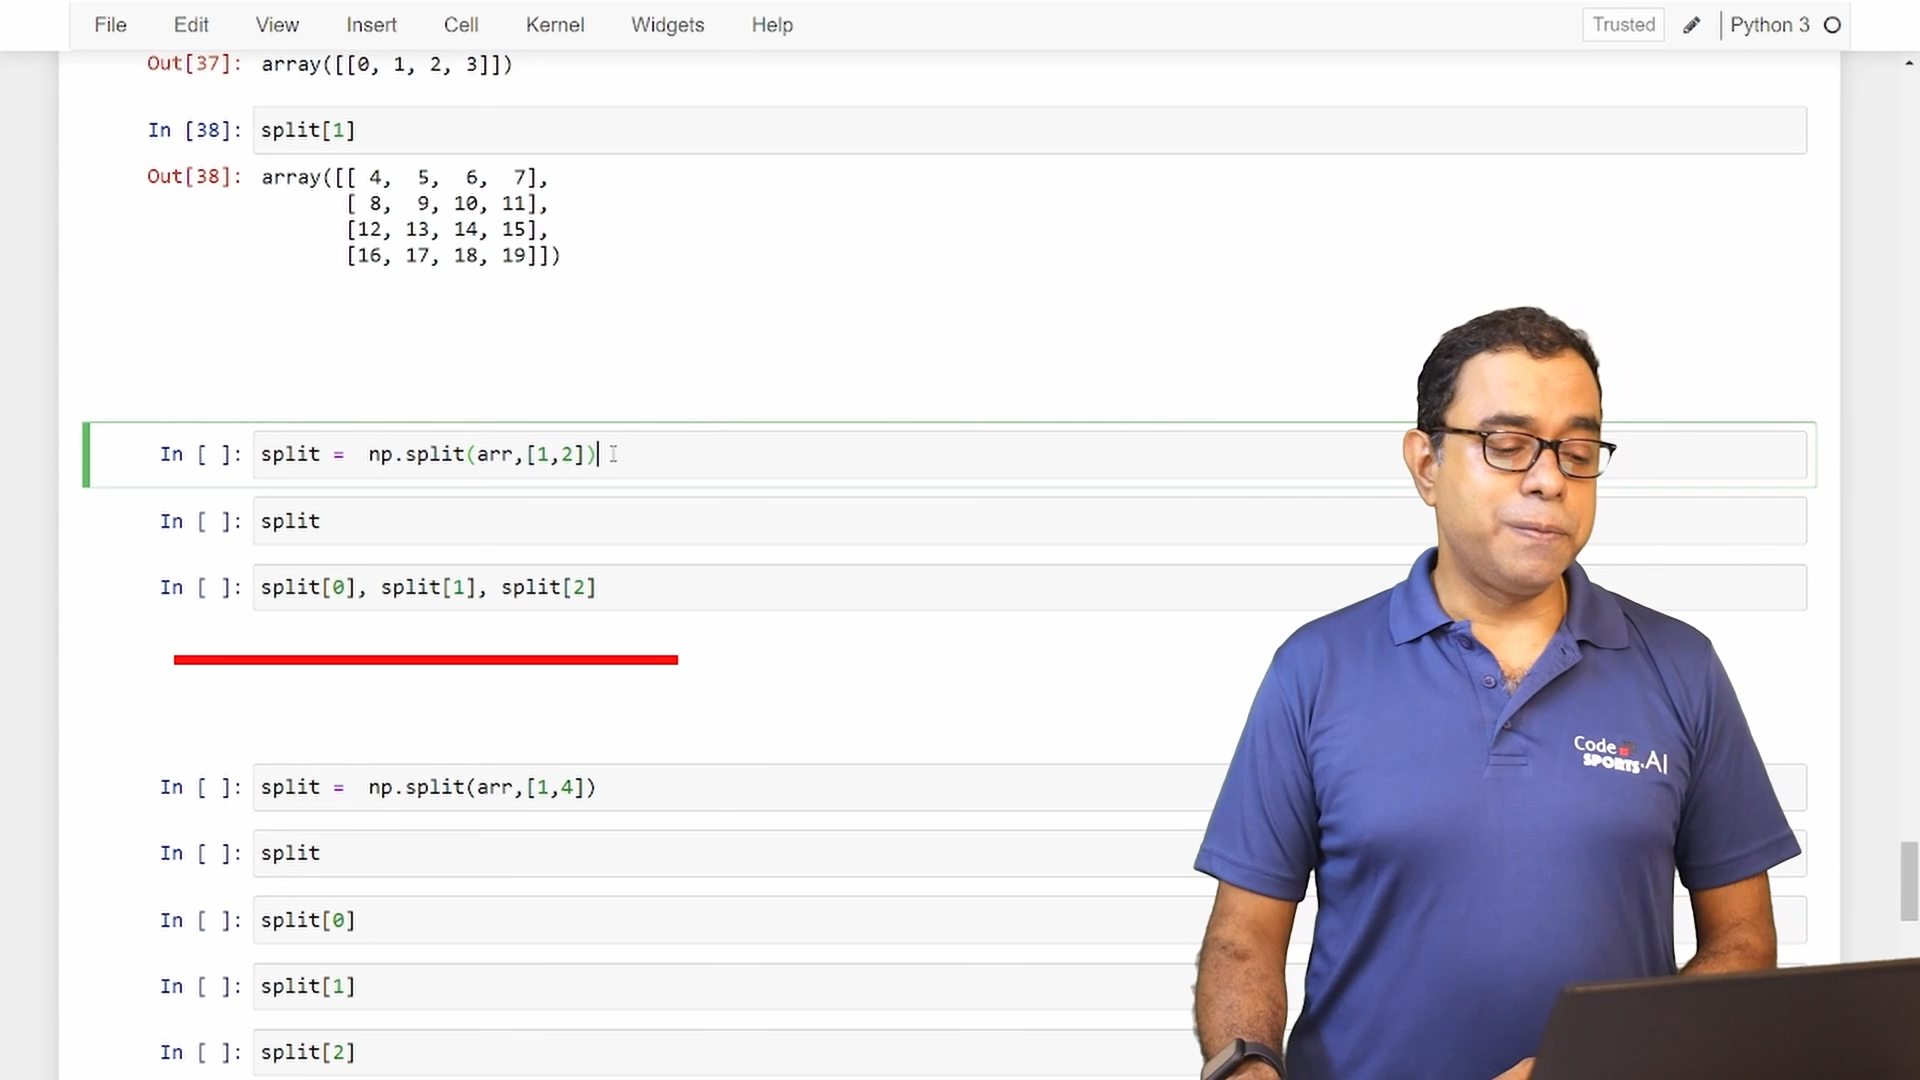 File Edit View Insert Cell Kernel Widgets Help Trusted Python 3
Out[37]: array([[0, 1, 2, 3]])
In [38]: split[1]
Out[38]: array([[ 4,  5,  6,  7],
[ 8,  9, 10, 11],
[12, 13, 14, 15],
[16, 17, 18, 19]])
In [ ]: split =  np.split(arr,[1,2])
In [ ]: split
In [ ]: split[0], split[1], split[2]
In [ ]: split =  np.split(arr,[1,4])
In [ ]: split
In [ ]: split[0]
In [ ]: split[1]
In [ ]: split[2]
Code
SPORTS.AI